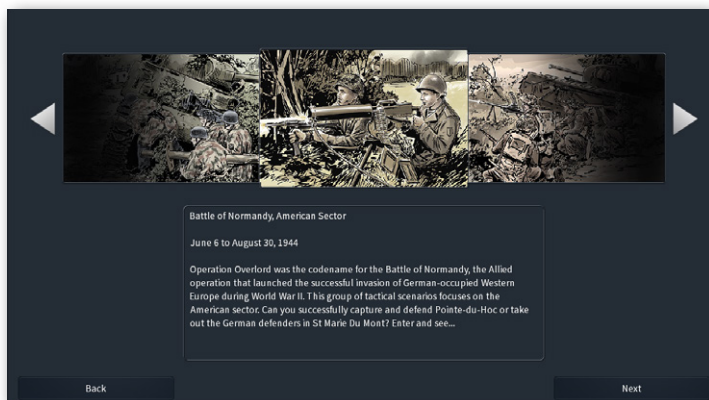 Battle of Normandy, American Sector
June 6 to August 30, 1944
Operation Overlord was the codename for the Battle of Normandy, the Allied
operation that launched the successful invasion of German-occupied Western
Europe during World War II. This group of tactical scenarios focuses on the
American sector. Can you successfully capture and defend Pointe-du-Hoc or take
out the German defenders in St Marie Du Mont? Enter and see...
Back
Next